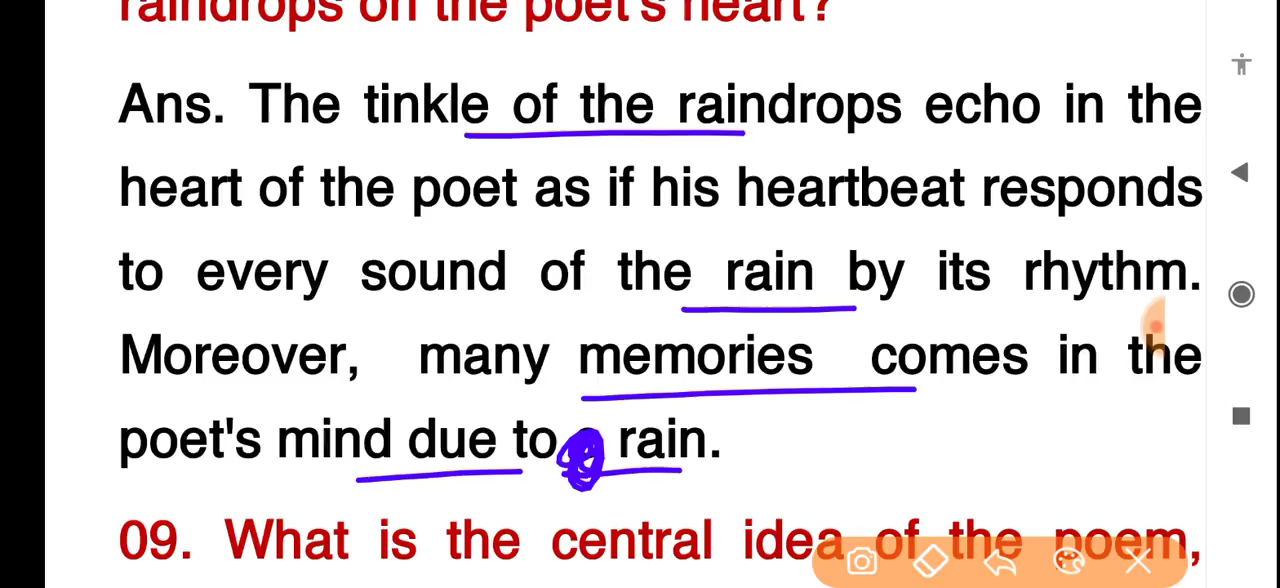 raindrops on the poet's heart?
Ans. The tinkle of the raindrops echo in the
heart of the poet as if his heartbeat responds
to every sound of the rain by its rhythm.
Moreover, many memories comes in the
poet's mind due to rain.
09. What is the central idea of the poem,